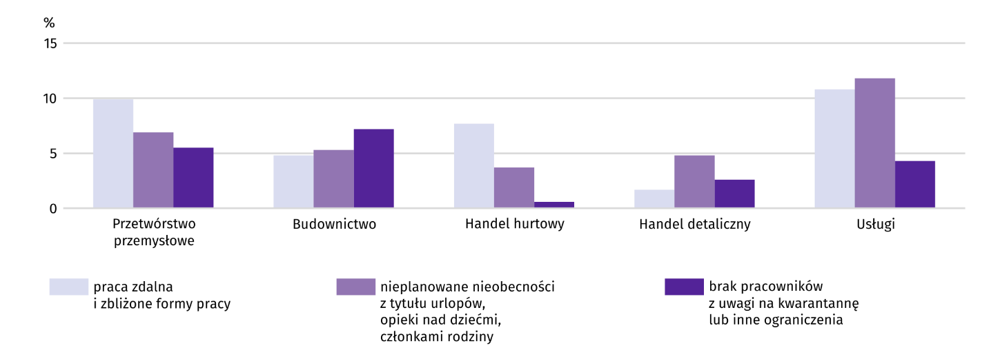 %
15
10
5
0
Przetwórstwo
przemysłowe
Budownictwo
Handel hurtowy
Handel detaliczny
Usługi
praca zdalna
i zbliżone formy pracy
nieplanowane nieobecności
z tytułu urlopów,
opieki nad dziećmi,
członkami rodziny
brak pracowników
z uwagi na kwarantannę
lub inne ograniczenia